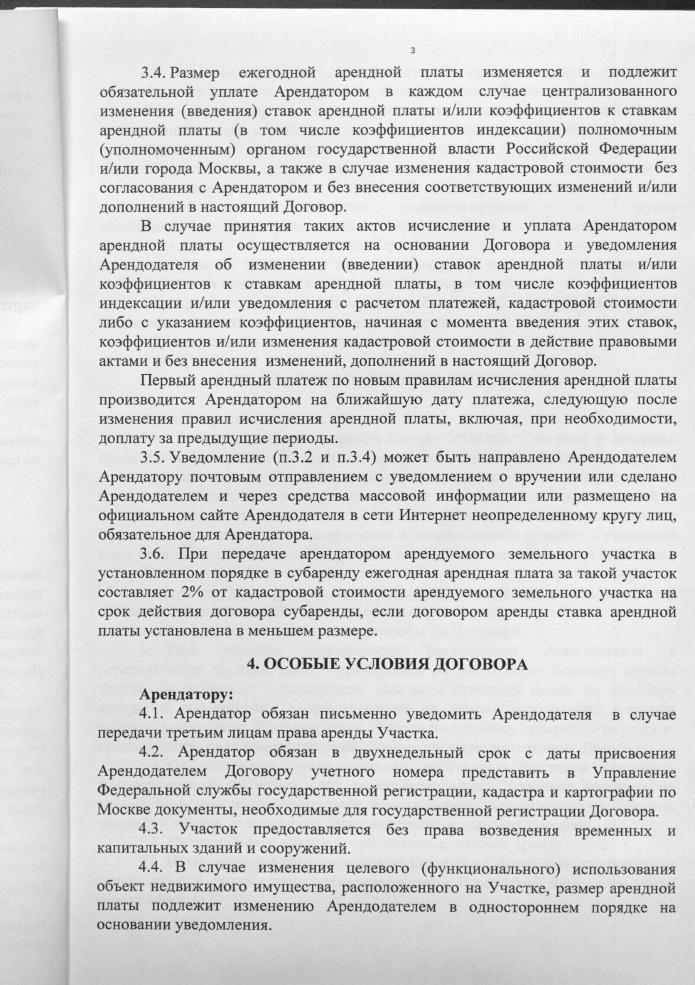 3
3.4. Размер ежегодной арендной платы изменяется и подлежит
обязательной уплате Арендатором в каждом случае централизованного
изменения (введения) ставок арендной платы и/или коэффициентов к ставкам
арендной платы (в том числе коэффициентов индексации) полномочным
(уполномоченным) органом государственной власти Российской Федерации
и/или города Москвы, а также в случае изменения кадастровой стоимости без
согласования с Арендатором и без внесения соответствующих изменений и/или
дополнений в настоящий Договор.
В случае принятия таких актов исчисление и уплата Арендатором
арендной платы осуществляется на основании Договора и уведомления
Арендодателя об изменении (введении) ставок арендной платы и/или
коэффициентов к ставкам арендной платы, в том числе коэффициентов
индексации и/или уведомления с расчетом платежей, кадастровой стоимости
либо с указанием коэффициентов, начиная с момента введения этих ставок,
коэффициентов и/или изменения кадастровой стоимости в действие правовыми
актами и без внесения изменений, дополнений в настоящий Договор.
Первый арендный платеж по новым правилам исчисления арендной платы
производится Арендатором на ближайшую дату платежа, следующую после
изменения правил исчисления арендной платы, включая, при необходимости,
доплату за предыдущие периоды.
3.5. Уведомление (п.3.2 и п.3.4) может быть направлено Арендодателем
Арендатору почтовым отправлением с уведомлением о вручении или сделано
Арендодателем и через средства массовой информации или размещено на
официальном сайте Арендодателя в сети Интернет неопределенному кругу лиц,
обязательное для Арендатора.
3.6. При передаче арендатором арендуемого земельного участка в
установленном порядке в субаренду ежегодная арендная плата за такой участок
составляет 2% от кадастровой стоимости арендуемого земельного участка на
срок действия договора субаренды, если договором аренды ставка арендной
платы установлена в меньшем размере.
4. ОСОБЫЕ УСЛОВИЯ ДОГОВОРА
Арендатору:
4.1. Арендатор обязан письменно уведомить Арендодателя в случае
передачи третьим лицам права аренды Участка.
4.2. Арендатор обязан в двухнедельный срок с даты присвоения
Арендодателем Договору учетного номера представить в Управление
Федеральной службы государственной регистрации, кадастра и картографии по
Москве документы, необходимые для государственной регистрации Договора.
4.3. Участок предоставляется без права возведения временных и
капитальных зданий и сооружений.
4.4. В случае изменения целевого (функционального) использования
объект недвижимого имущества, расположенного на Участке, размер арендной
платы подлежит изменению Арендодателем в одностороннем порядке на
основании уведомления.